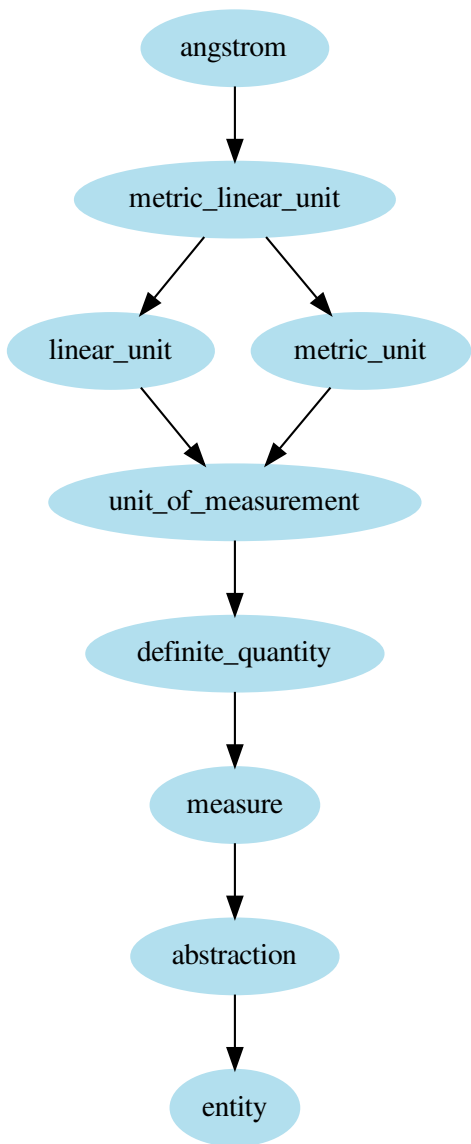 angstrom
metric_linear_unit
linear_unit
metric_unit
unit_of_measurement
definite_quantity
measure
abstraction
entity